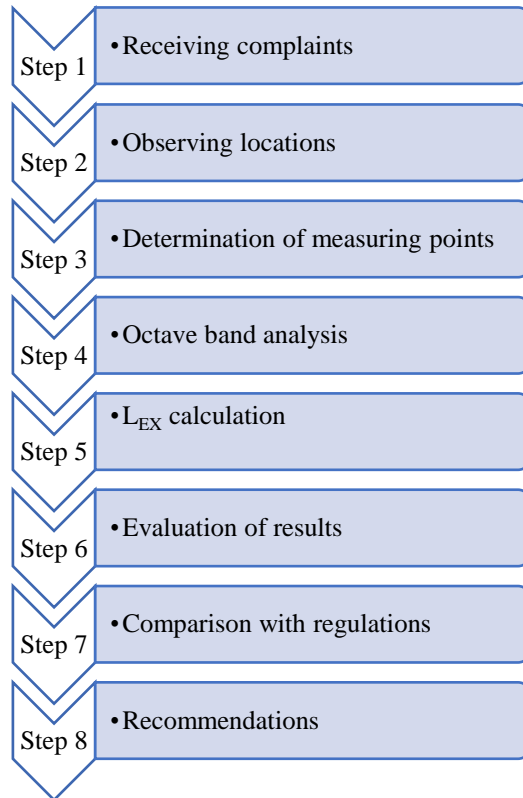 Step 1
•Receiving complaints
Step 2
•Observing locations
Step 3
•Determination of measuring points
Step 4
•Octave band analysis
Step 5
•L_EX calculation
Step 6
•Evaluation of results
Step 7
•Comparison with regulations
Step 8
•Recommendations